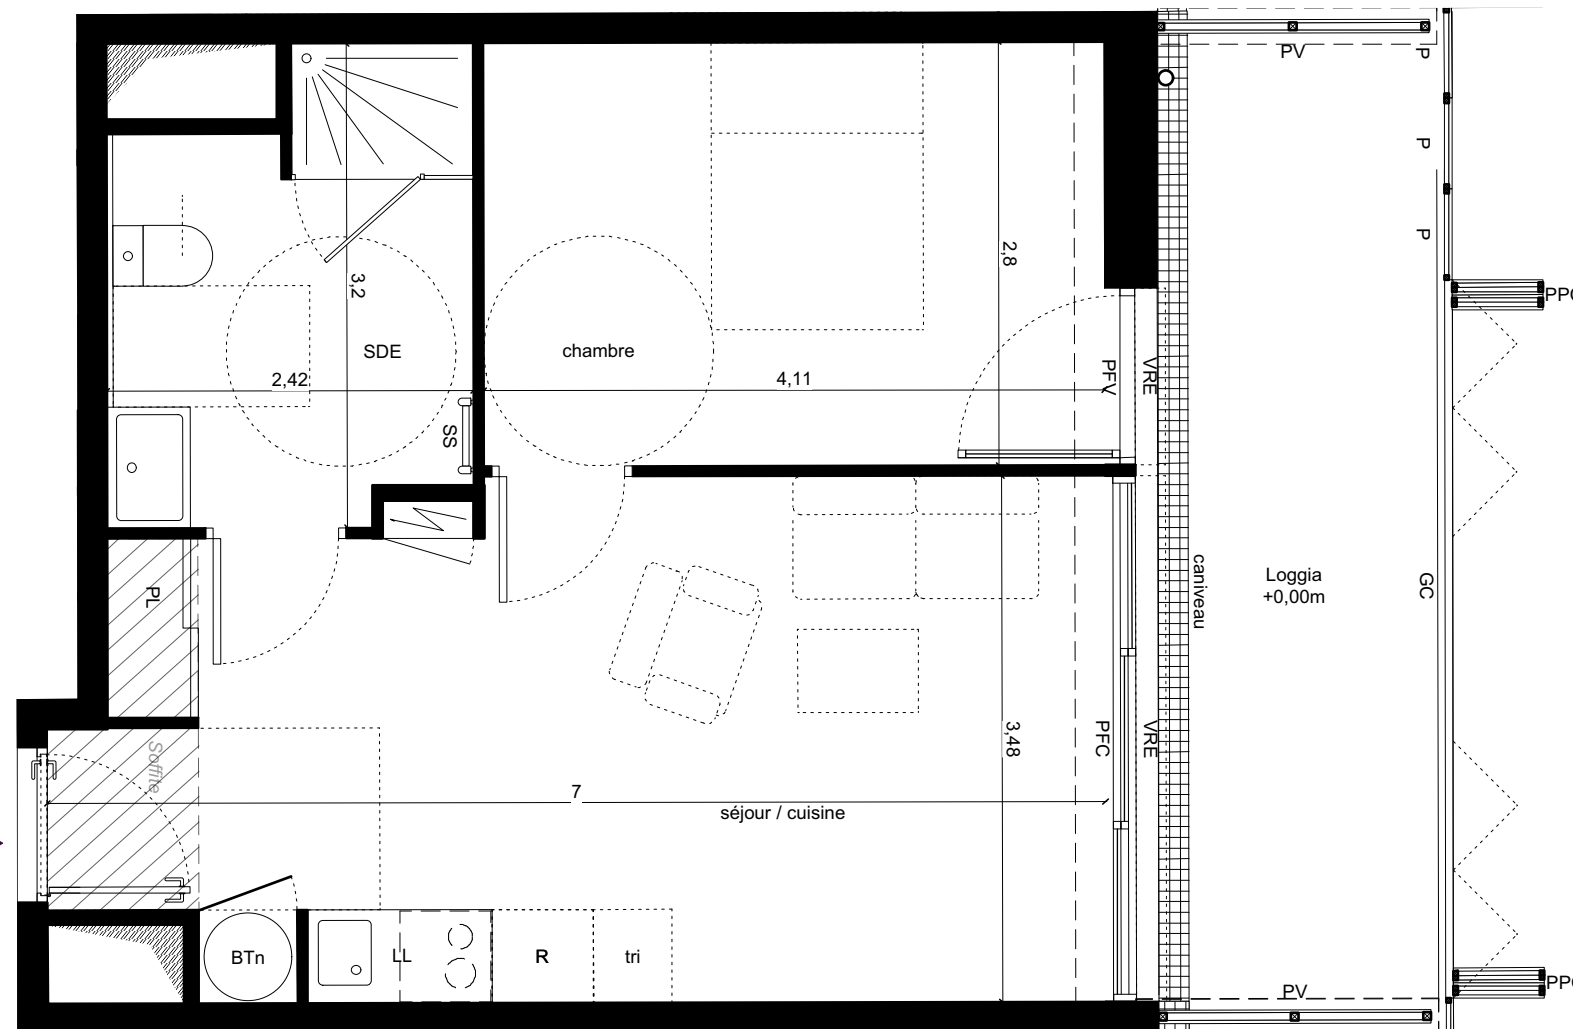 PV
P
P
P
2,8
3,2
PPC
SDE
chambre
2,42
4,11
PFV
VRE
SS
caniveau
Loggia
+0,00m
GC
PL
Soffite
3,48
PFC
VRE
7
séjour / cuisine
BTn
LL
R
tri
PV
PPC